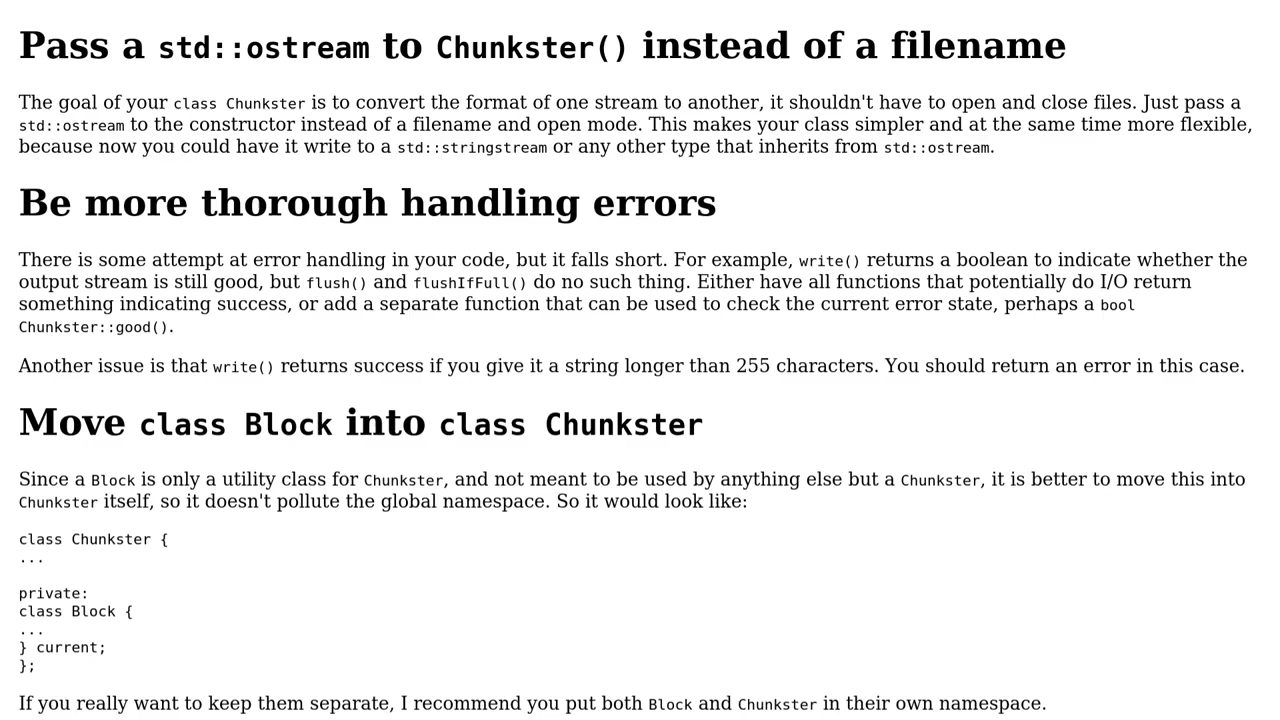 Pass a std::ostream to Chunkster() instead of a filename
The goal of your class Chunkster is to convert the format of one stream to another, it shouldn't have to open and close files. Just pass a
std::ostream to the constructor instead of a filename and open mode. This makes your class simpler and at the same time more flexible,
because now you could have it write to a std::stringstream or any other type that inherits from std::ostream.
Be more thorough handling errors
There is some attempt at error handling in your code, but it falls short. For example, write() returns a boolean to indicate whether the
output stream is still good, but flush() and flushIfFull() do no such thing. Either have all functions that potentially do I/O return
something indicating success, or add a separate function that can be used to check the current error state, perhaps a bool
Chunkster::good().
Another issue is that write() returns success if you give it a string longer than 255 characters. You should return an error in this case.
Move class Block into class Chunkster
Since a Block is only a utility class for Chunkster, and not meant to be used by anything else but a Chunkster, it is better to move this into
Chunkster itself, so it doesn't pollute the global namespace. So it would look like:
class Chunkster {
...
private:
class Block {
...
} current;
};
If you really want to keep them separate, I recommend you put both Block and Chunkster in their own namespace.